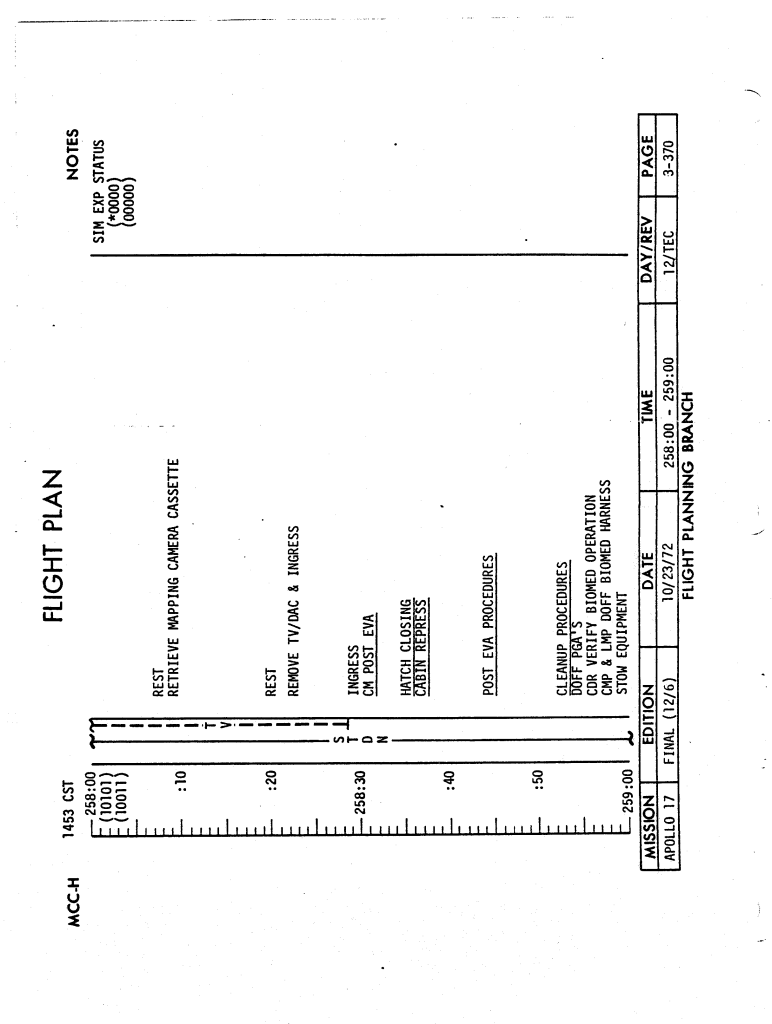 FLIGHT PLAN
MCC-H
1453 CST
NOTES
258:00
(10101)
(10011)
SIM EXP STATUS
(*0000)
(00000)
:10
REST
RETRIEVE MAPPING CAMERA CASSETTE
TV
:20
REST
REMOVE TV/DAC & INGRESS
STDN
258:30
INGRESS
CM POST EVA
HATCH CLOSING
CABIN REPRESS
:40
POST EVA PROCEDURES
:50
CLEANUP PROCEDURES
DOFF PGA'S
CDR VERIFY BIOMED OPERATION
CMP & LMP DOFF BIOMED HARNESS
STOW EQUIPMENT
259:00
MISSION EDITION DATE TIME DAY/REV PAGE
APOLLO 17 FINAL (12/6) 10/23/72 258:00 - 259:00 12/TEC 3-370
FLIGHT PLANNING BRANCH